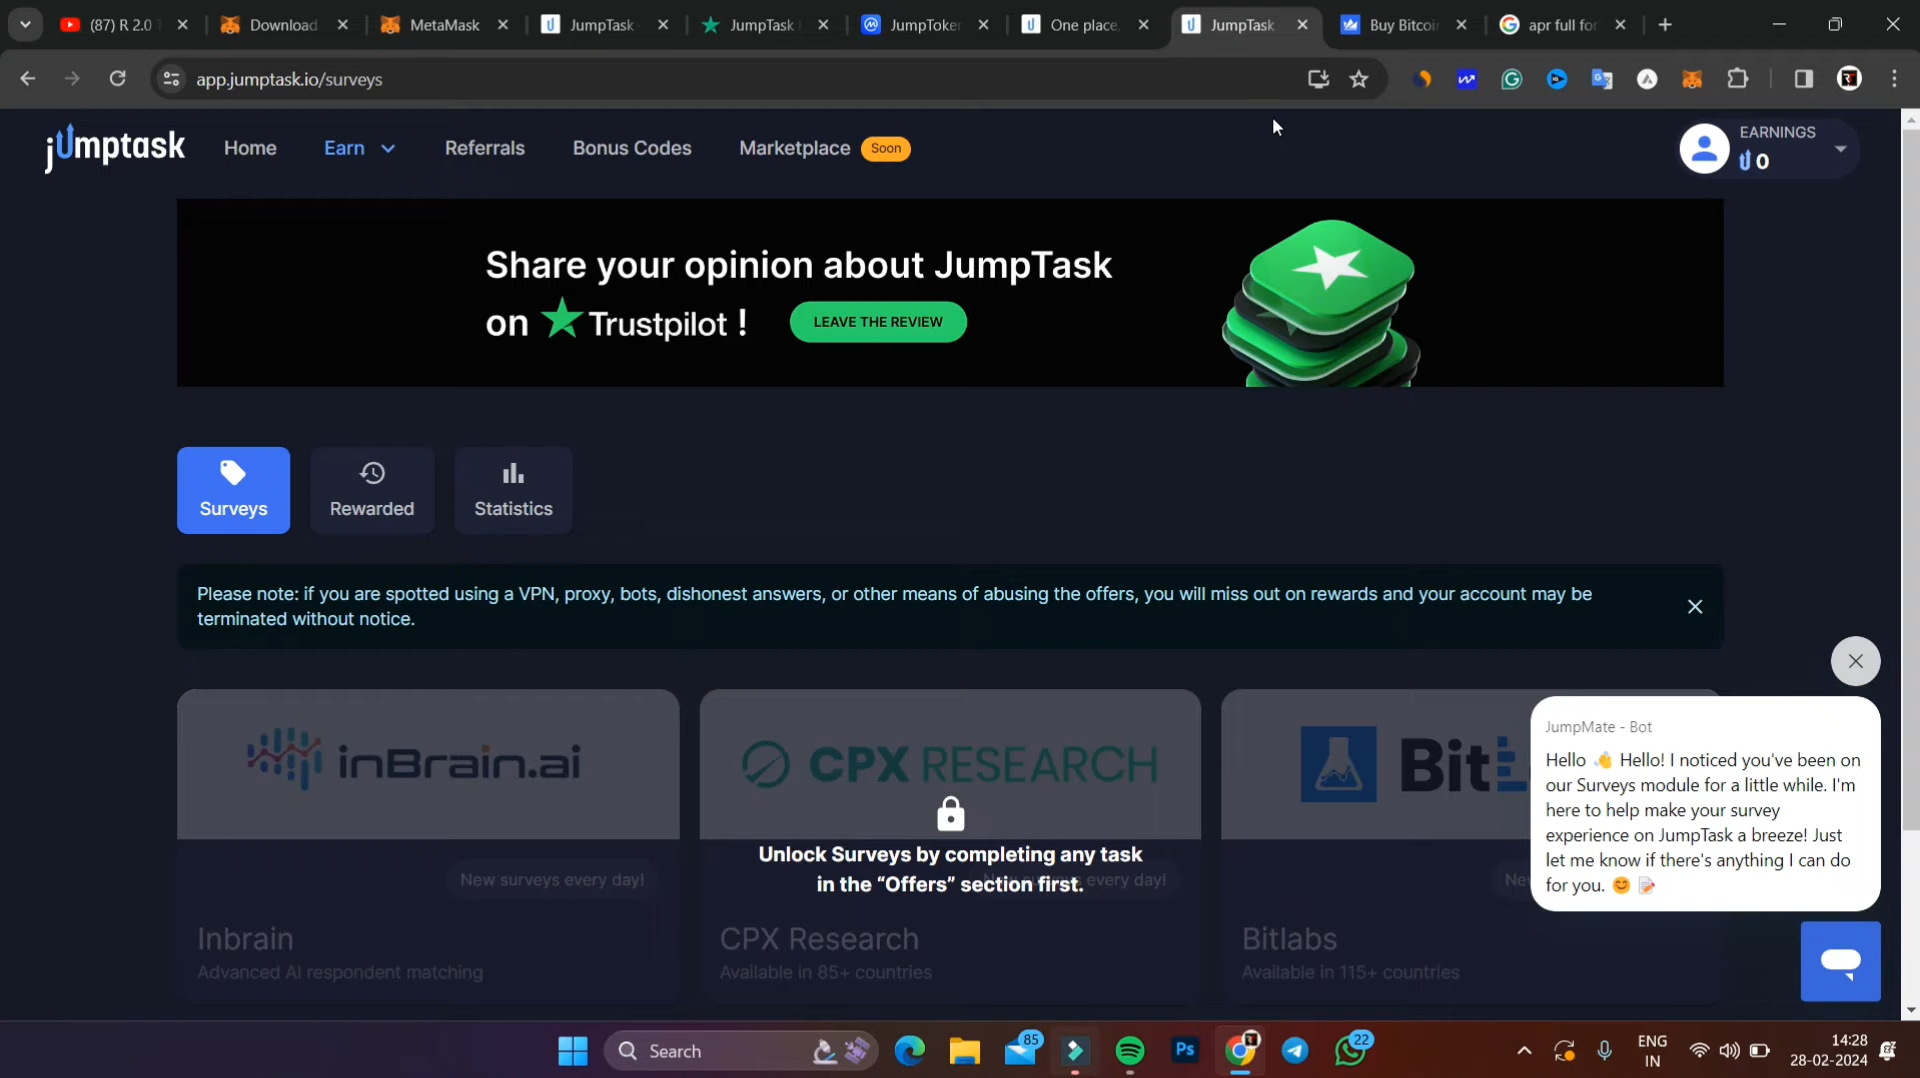 (87) R 2.0
Download
MetaMask
JumpTask
JumpTask
JumpToke
One place,
JumpTask
Buy Bitcoi
apr full for
app.jumptask.io/surveys
jumptask
Home
Earn
Referrals
Bonus Codes
Marketplace
Soon
EARNINGS
0
Share your opinion about JumpTask
on Trustpilot !
LEAVE THE REVIEW
Surveys
Rewarded
Statistics
Please note: if you are spotted using a VPN, proxy, bots, dishonest answers, or other means of abusing the offers, you will miss out on rewards and your account may be
terminated without notice.
inBrain.ai
CPX RESEARCH
Unlock Surveys by completing any task
in the “Offers” section first.
New surveys every day!
every day!
Inbrain
Advanced AI respondent matching
CPX Research
Available in 85+ countries
Bitlabs
Available in 115+ countries
JumpMate - Bot
Hello 👋 Hello! I noticed you've been on
our Surveys module for a little while. I'm
here to help make your survey
experience on JumpTask a breeze! Just
let me know if there's anything I can do
for you. 😊 📝
Search
85
Ps
22
ENG
IN
14:28
28-02-2024